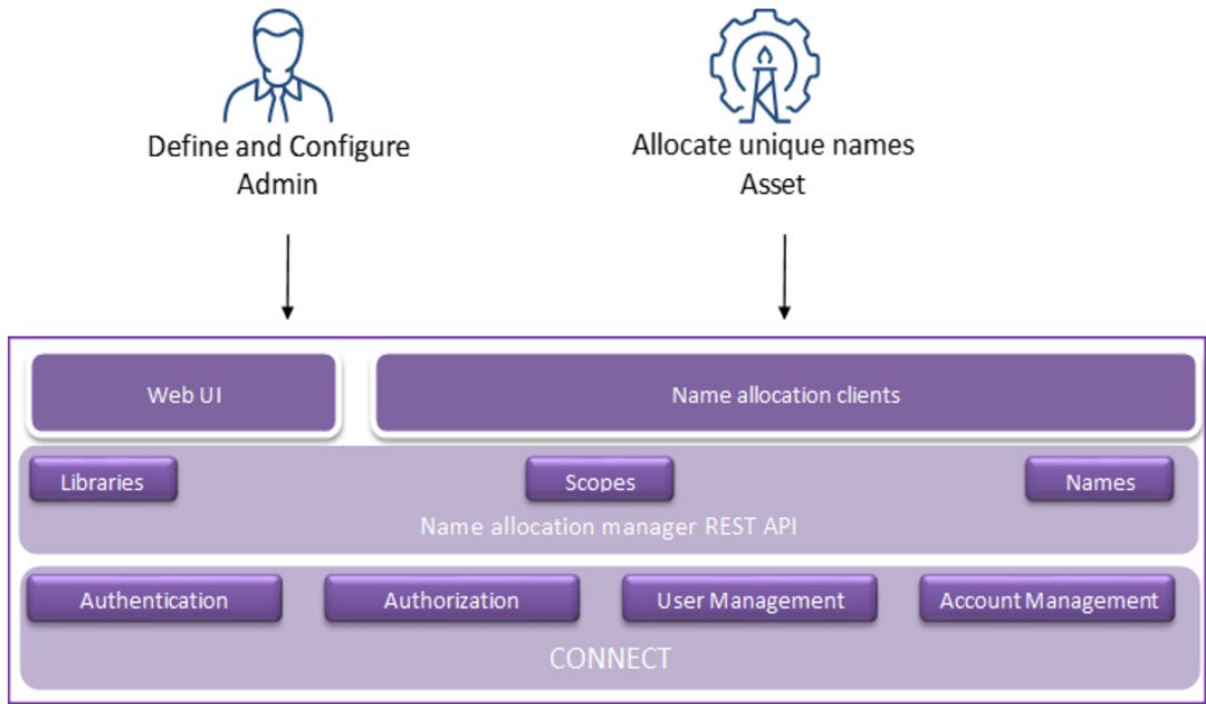 Define and Configure
Admin
Allocate unique names
Asset
Web UI
Name allocation clients
Libraries
Scopes
Names
Name allocation manager REST API
Authentication
Authorization
User Management
Account Management
CONNECT